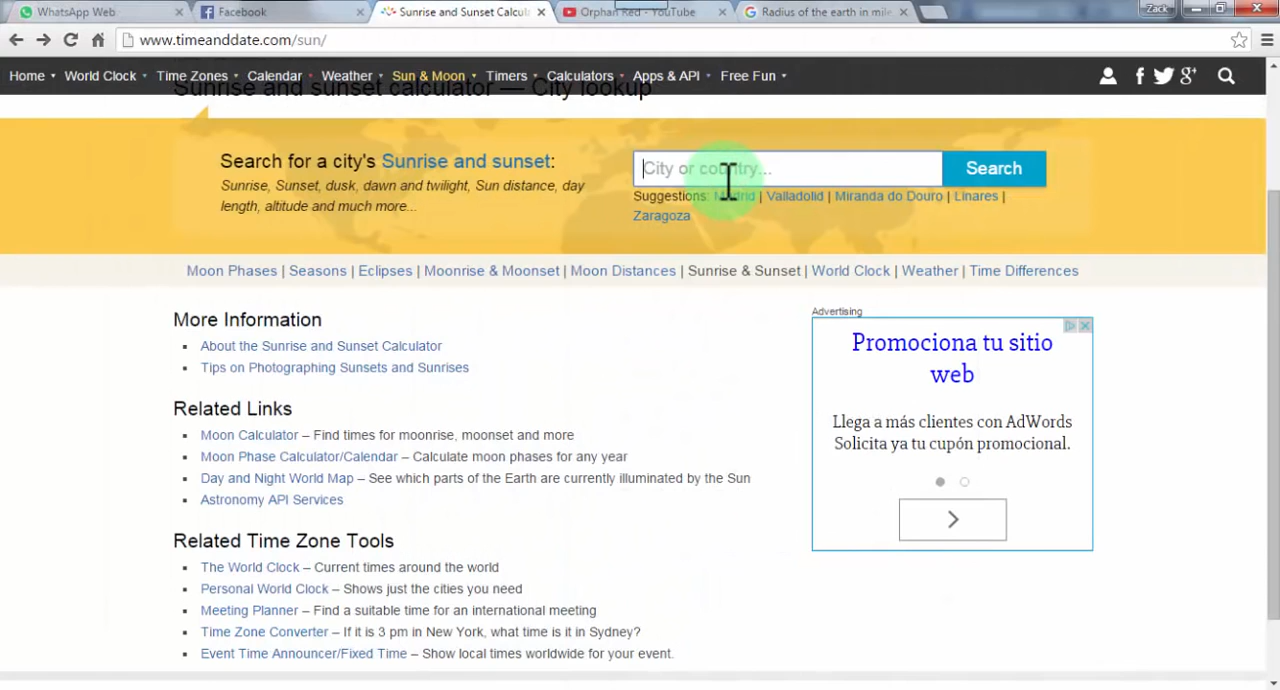 WhatsApp Web
Facebook
Sunrise and Sunset Calcul
Orphan Red - YouTube
Radius of the earth in mile
Zack
www.timeanddate.com/sun/
Home World Clock Time Zones Calendar Weather Sun & Moon Timers Calculators Apps & API Free Fun
Sunrise and sunset calculator — City lookup
Search for a city's Sunrise and sunset:
City or country...
Search
Sunrise, Sunset, dusk, dawn and twilight, Sun distance, day
length, altitude and much more...
Suggestions: Madrid | Valladolid | Miranda do Douro | Linares |
Zaragoza
Moon Phases | Seasons | Eclipses | Moonrise & Moonset | Moon Distances | Sunrise & Sunset | World Clock | Weather | Time Differences
More Information
About the Sunrise and Sunset Calculator
Tips on Photographing Sunsets and Sunrises
Related Links
Moon Calculator – Find times for moonrise, moonset and more
Moon Phase Calculator/Calendar – Calculate moon phases for any year
Day and Night World Map – See which parts of the Earth are currently illuminated by the Sun
Astronomy API Services
Related Time Zone Tools
The World Clock – Current times around the world
Personal World Clock – Shows just the cities you need
Meeting Planner – Find a suitable time for an international meeting
Time Zone Converter – If it is 3 pm in New York, what time is it in Sydney?
Event Time Announcer/Fixed Time – Show local times worldwide for your event.
Advertising
Promociona tu sitio
web
Llega a más clientes con AdWords
Solicita ya tu cupón promocional.